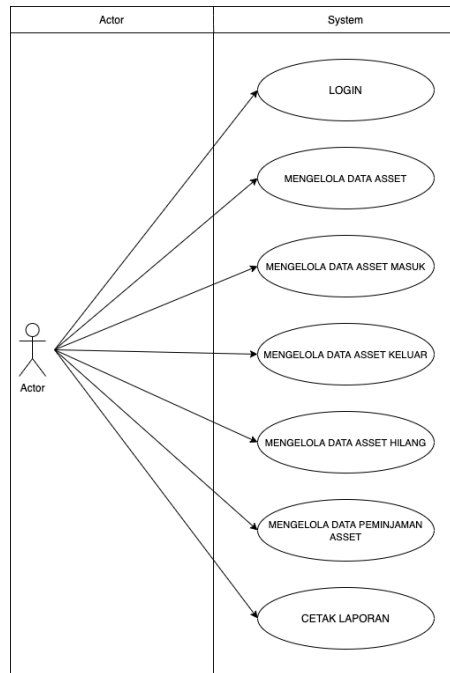 Actor
System
LOGIN
MENGELOLA DATA ASSET
MENGELOLA DATA ASSET MASUK
MENGELOLA DATA ASSET KELUAR
Actor
MENGELOLA DATA ASSET HILANG
MENGELOLA DATA PEMINJAMAN
ASSET
CETAK LAPORAN